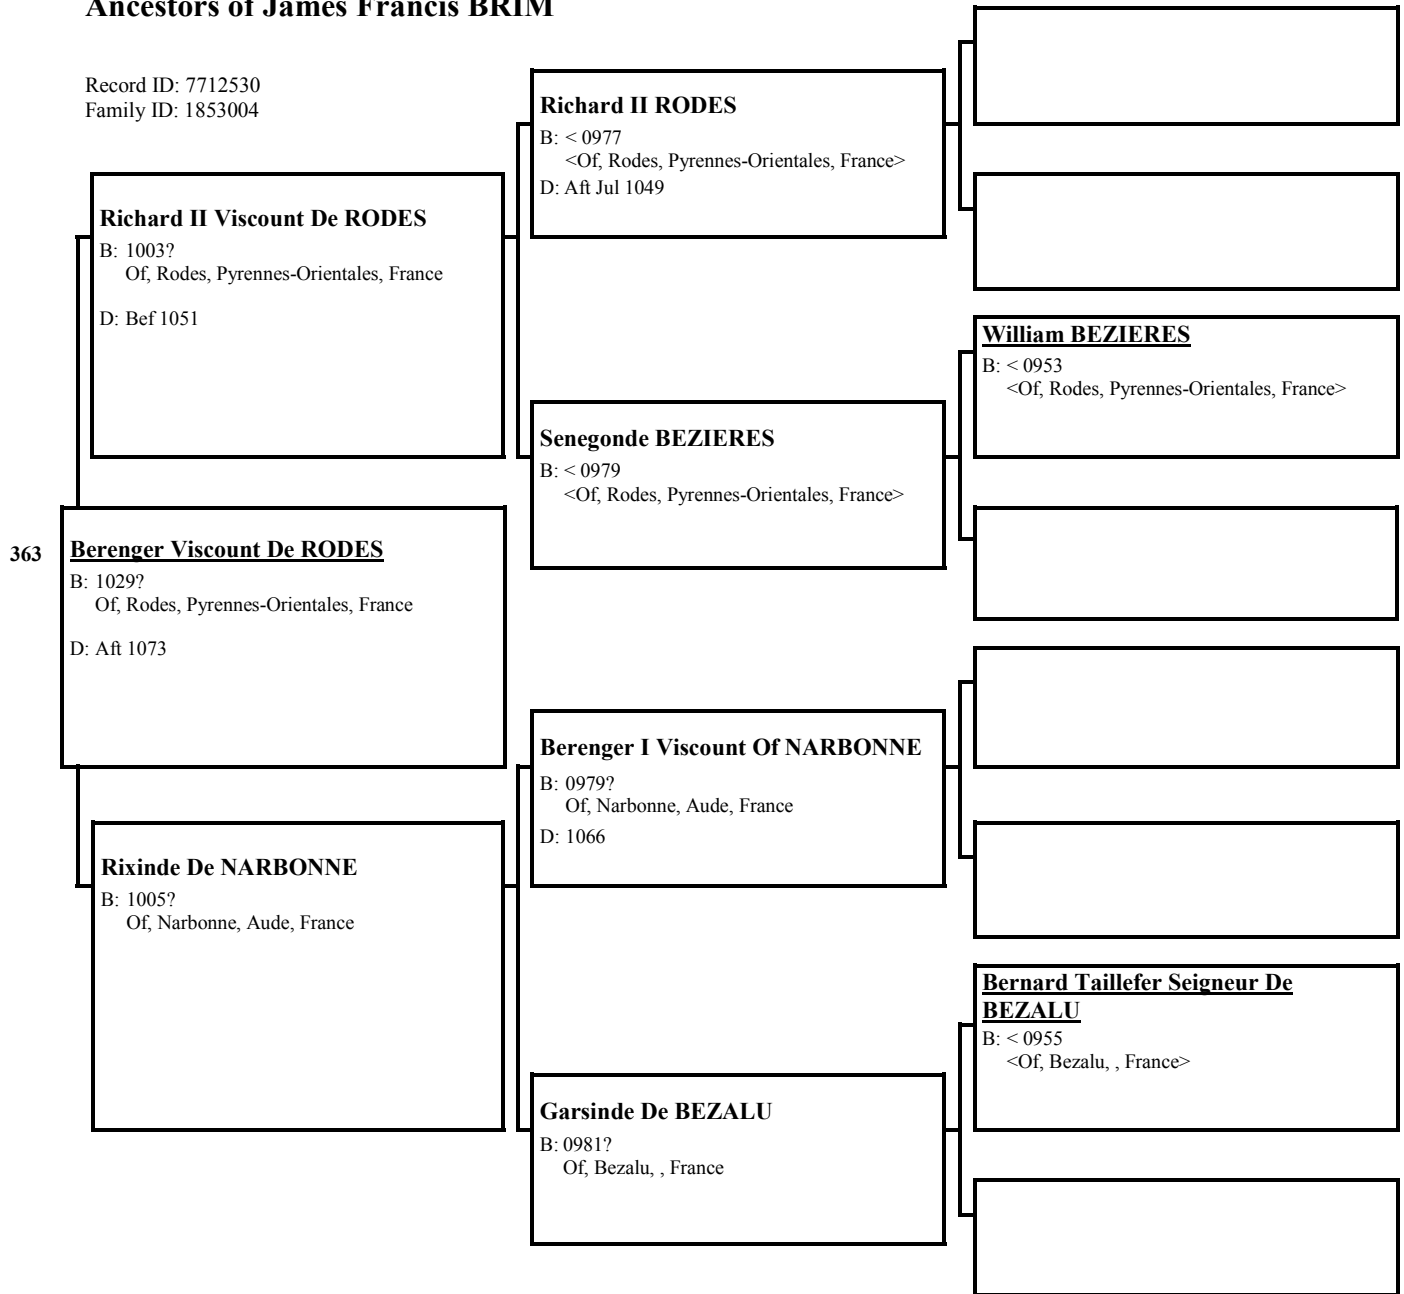 Ancestors of James Francis BRIM
Record ID: 7712530
Family ID: 1853004
Richard II RODES
B: < 0977
<Of, Rodes, Pyrennes-Orientales, France>
D: Aft Jul 1049
Richard II Viscount De RODES
B: 1003?
Of, Rodes, Pyrennes-Orientales, France
D: Bef 1051
William BEZIERES
B: < 0953
<Of, Rodes, Pyrennes-Orientales, France>
Senegonde BEZIERES
B: < 0979
<Of, Rodes, Pyrennes-Orientales, France>
363
Berenger Viscount De RODES
B: 1029?
Of, Rodes, Pyrennes-Orientales, France
D: Aft 1073
Berenger I Viscount Of NARBONNE
B: 0979?
Of, Narbonne, Aude, France
D: 1066
Rixinde De NARBONNE
B: 1005?
Of, Narbonne, Aude, France
Bernard Taillefer Seigneur De
BEZALU
B: < 0955
<Of, Bezalu, , France>
Garsinde De BEZALU
B: 0981?
Of, Bezalu, , France